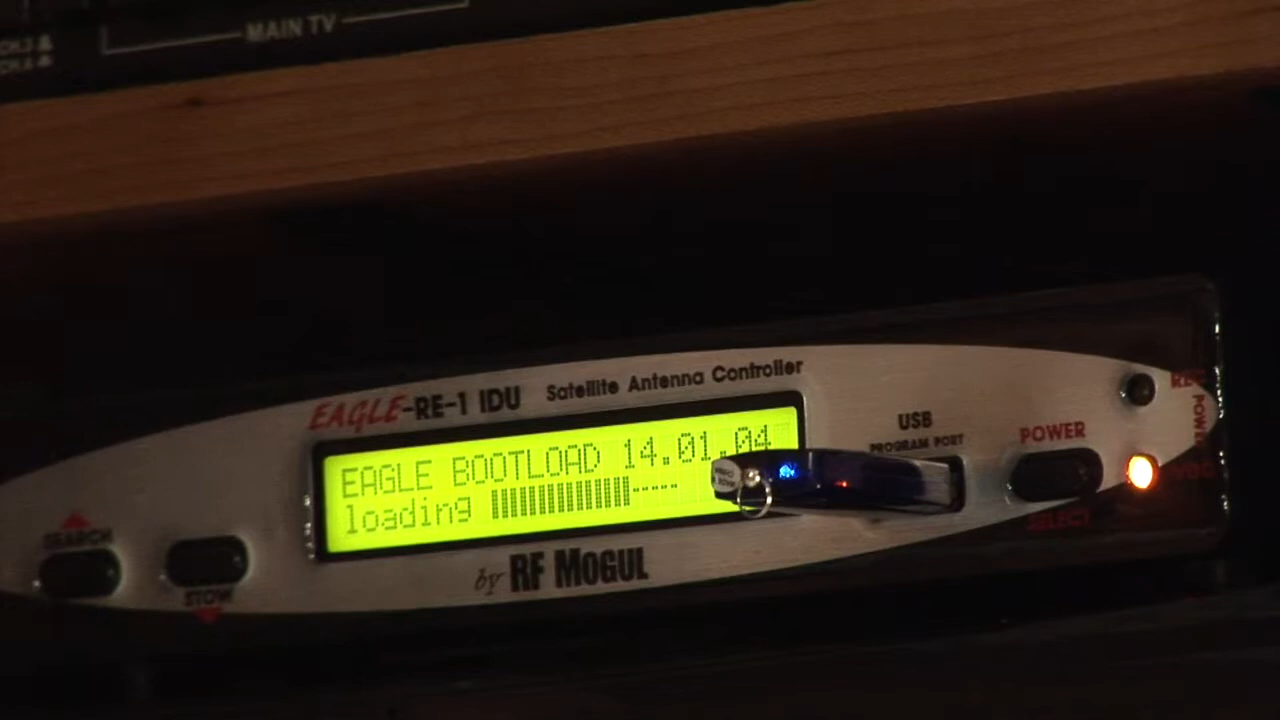 MAIN TV
EAGLE-RE-1 IDU Satellite Antenna Controller
USB
PROGRAM PORT
POWER
EAGLE BOOTLOAD 14.01.04
loading
SEARCH
STOW
SELECT
by RF MOGUL